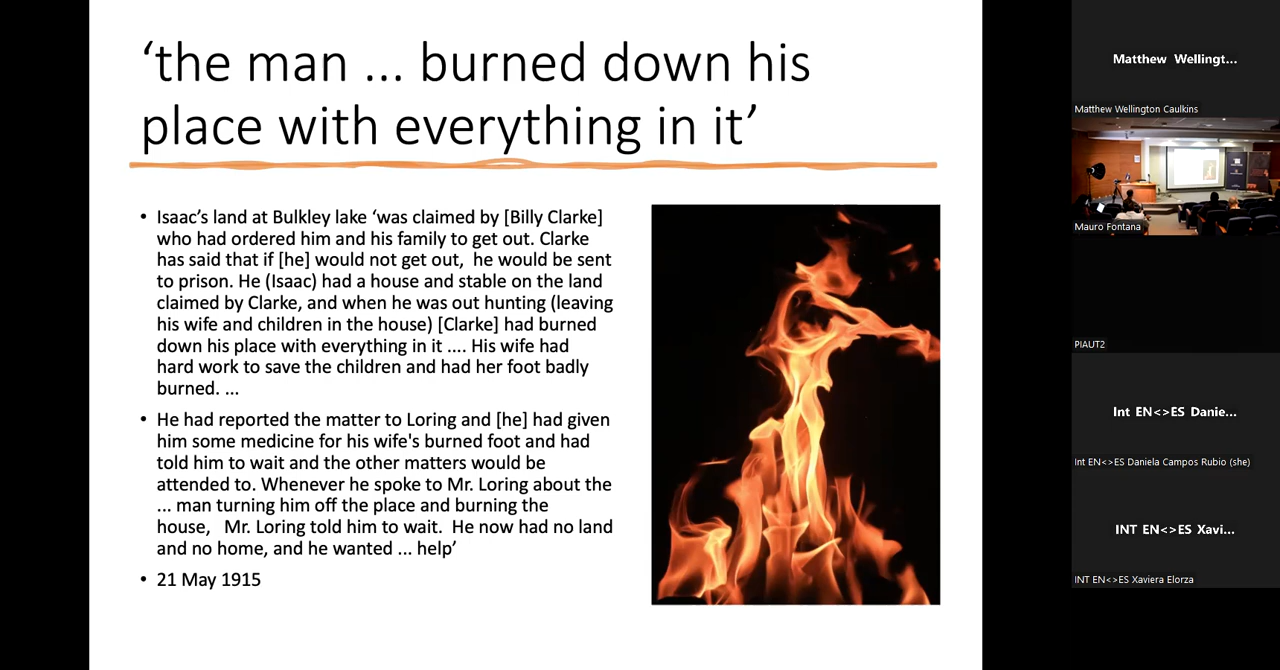 ‘the man ... burned down his
place with everything in it’
• Isaac’s land at Bulkley lake ‘was claimed by [Billy Clarke]
who had ordered him and his family to get out. Clarke
has said that if [he] would not get out,  he would be sent
to prison. He (Isaac) had a house and stable on the land
claimed by Clarke, and when he was out hunting (leaving
his wife and children in the house) [Clarke] had burned
down his place with everything in it .... His wife had
hard work to save the children and had her foot badly
burned. ...
• He had reported the matter to Loring and [he] had given
him some medicine for his wife's burned foot and had
told him to wait and the other matters would be
attended to. Whenever he spoke to Mr. Loring about the
... man turning him off the place and burning the
house,   Mr. Loring told him to wait.  He now had no land
and no home, and he wanted ... help’
• 21 May 1915
Matthew Wellingt...
Matthew Wellington Caulkins
Mauro Fontana
PIAUT2
Int EN<>ES Danie...
Int EN<>ES Daniela Campos Rubio (she)
INT EN<>ES Xavi...
INT EN<>ES Xaviera Elorza